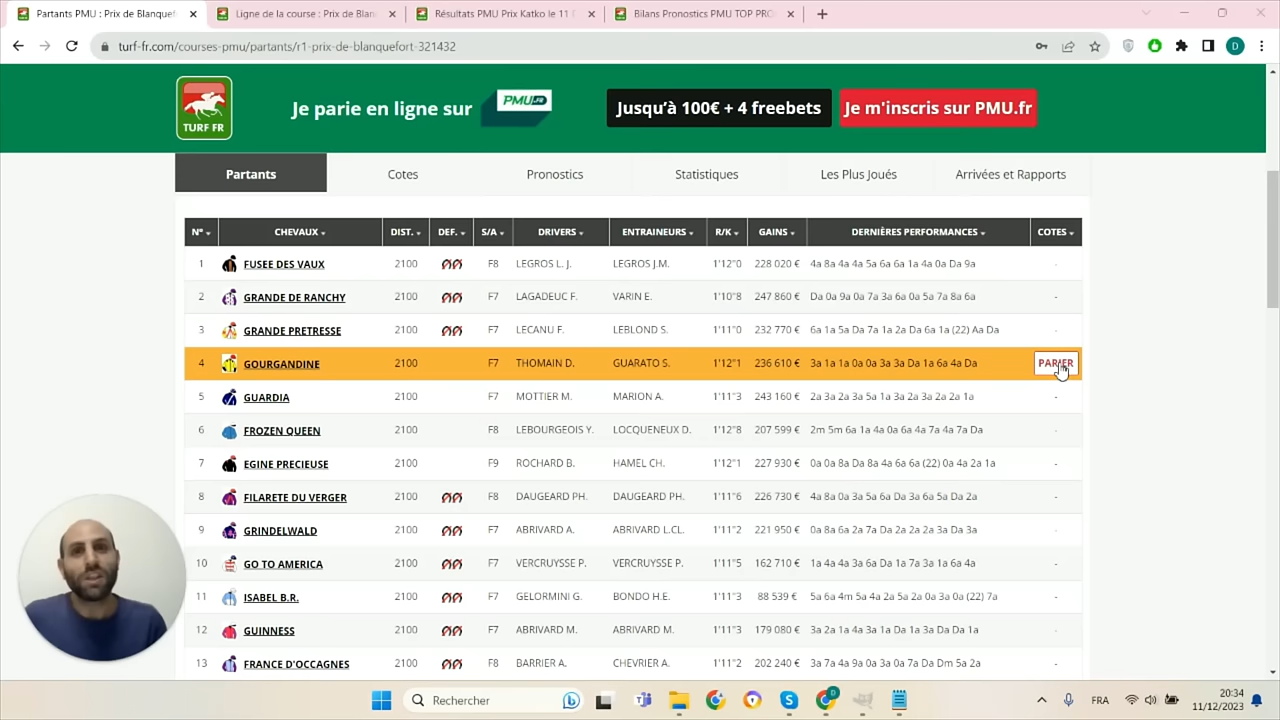 Partants PMU : Prix de Blanquef
Ligne de la course : Prix de Blan
Résultats PMU Prix Katko le 11
Bilans Pronostics PMU TOP PRO
turf-fr.com/courses-pmu/partants/r1-prix-de-blanquefort-321432
D
TURF FR
Je parie en ligne sur PMU.fr
Jusqu'à 100€ + 4 freebets
Je m'inscris sur PMU.fr
Partants Cotes Pronostics Statistiques Les Plus Joués Arrivées et Rapports
N° CHEVAUX DIST. DEF. S/A DRIVERS ENTRAINEURS R/K GAINS DERNIÈRES PERFORMANCES COTES
1 FUSEE DES VAUX 2100 F8 LEGROS L. J. LEGROS J.M. 1'12"0 228 020 € 4a 8a 4a 4a 5a 6a 6a 1a 4a 0a Da 9a -
2 GRANDE DE RANCHY 2100 F7 LAGADEUC F. VARIN E. 1'10"8 247 860 € Da 0a 9a 0a 7a 3a 6a 0a 5a 7a 8a 6a -
3 GRANDE PRETRESSE 2100 F7 LECANU F. LEBLOND S. 1'11"0 232 770 € 6a 1a 5a Da 7a 1a 2a Da 6a 1a (22) Aa Da -
4 GOURGANDINE 2100 F7 THOMAIN D. GUARATO S. 1'12"1 236 610 € 3a 1a 1a 0a 0a 3a 3a Da 1a 6a 4a Da PARIER
5 GUARDIA 2100 F7 MOTTIER M. MARION A. 1'11"3 243 160 € 2a 3a 2a 3a 5a 1a 3a 2a 3a 2a 2a 1a -
6 FROZEN QUEEN 2100 F8 LEBOURGEOIS Y. LOCQUENEUX D. 1'12"8 207 599 € 2m 5m 6a 1a 4a 0a 6a 4a 7a 4a 7a Da -
7 EGINE PRECIEUSE 2100 F9 ROCHARD B. HAMEL CH. 1'12"1 227 930 € 0a 0a 8a Da 8a 4a 6a 6a (22) 0a 4a 2a 1a -
8 FILARETE DU VERGER 2100 F8 DAUGEARD PH. DAUGEARD PH. 1'11"6 226 730 € 4a 8a 0a 3a 5a 6a Da 3a 6a 5a Da 2a -
9 GRINDELWALD 2100 F7 ABRIVARD A. ABRIVARD L.CL. 1'11"2 221 950 € 0a 8a 6a 2a 7a Da 2a 2a 2a 3a Da 3a -
10 GO TO AMERICA 2100 F7 VERCRUYSSE P. VERCRUYSSE P. 1'11"5 162 710 € 1a 4a 4a 3a 6a Da 1a 7a 3a 1a 6a 4a -
11 ISABEL B.R. 2100 F7 GELORMINI G. BONDO H.E. 1'11"3 88 539 € 5a 6a 4m 5a 4a 2a 5a 2a 0a 3a 0a (22) 7a -
12 GUINNESS 2100 F7 ABRIVARD M. ABRIVARD M. 1'11"3 179 080 € 3a 2a 1a 4a 3a 1a Da 1a 3a Da Da 1a -
13 FRANCE D'OCCAGNES 2100 F8 BARRIER A. CHEVRIER A. 1'11"2 202 240 € 3a 7a 4a 9a 0a 3a 0a 7a Da Dm 5a 2a -
Rechercher
FRA
20:34
11/12/2023